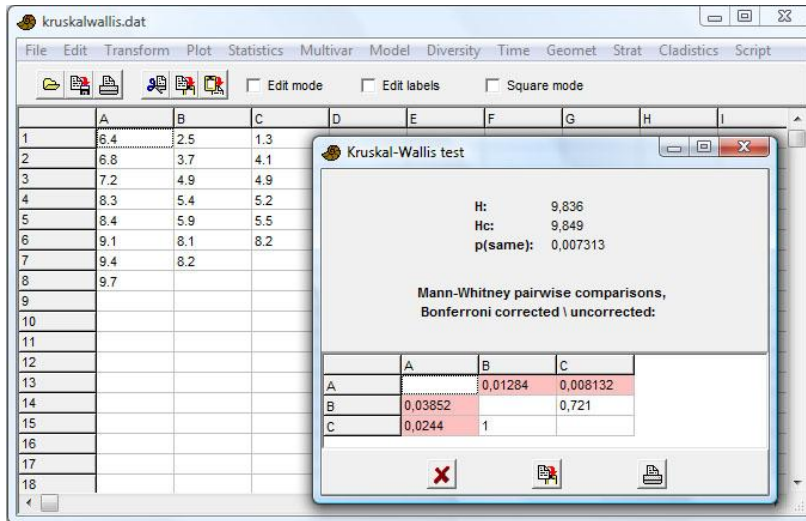 kruskalwallis.dat
File Edit Transform Plot Statistics Multivar Model Diversity Time Geomet Strat Cladistics Script
Edit mode Edit labels Square mode
A B C D E F G H I
1 6.4 2.5 1.3
2 6.8 3.7 4.1
3 7.2 4.9 4.9
4 8.3 5.4 5.2
5 8.4 5.9 5.5
6 9.1 8.1 8.2
7 9.4 8.2
8 9.7
9
10
11
12
13
14
15
16
17
18
Kruskal-Wallis test
H: 9,836
Hc: 9,849
p(same): 0,007313
Mann-Whitney pairwise comparisons,
Bonferroni corrected \ uncorrected:
A B C
A 0,01284 0,008132
B 0,03852 0,721
C 0,0244 1